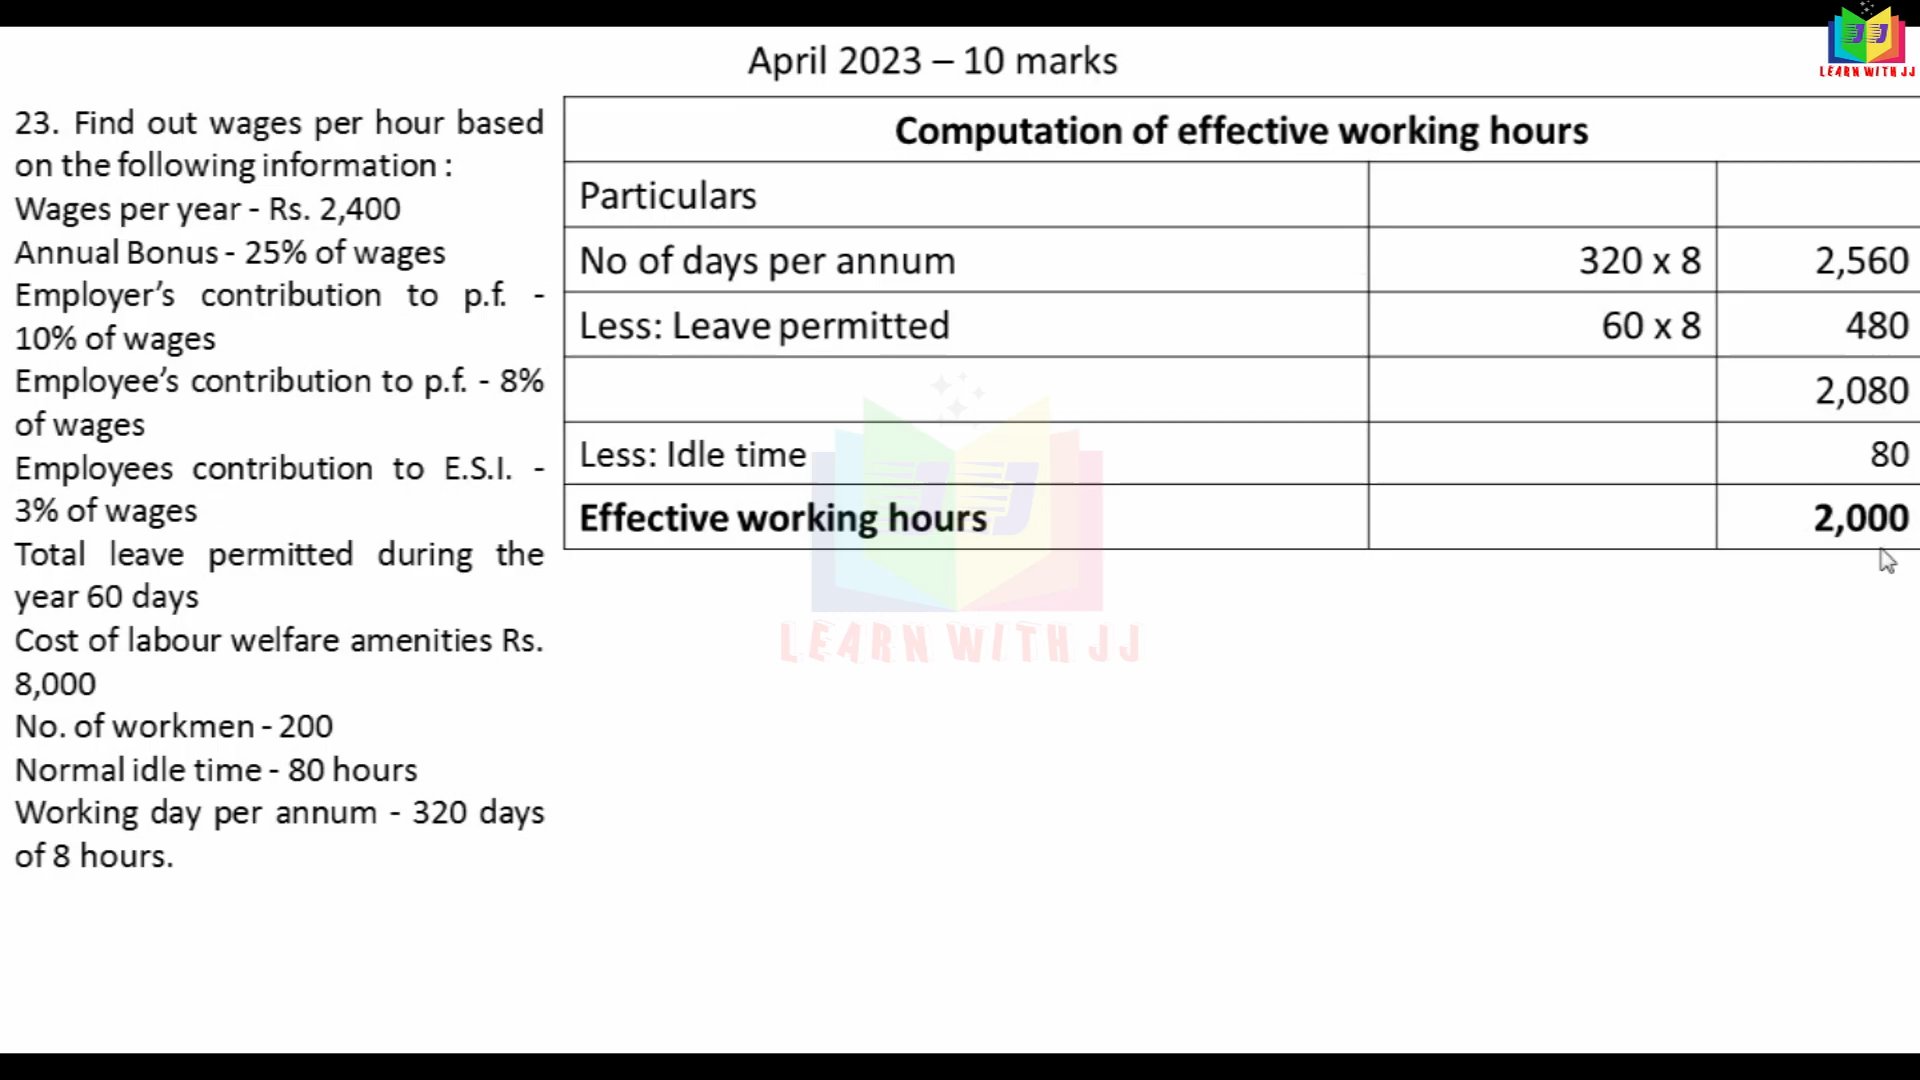 LEARN WITH JJ
April 2023 – 10 marks
23. Find out wages per hour based
on the following information :
Wages per year - Rs. 2,400
Annual Bonus - 25% of wages
Employer’s contribution to p.f. -
10% of wages
Employee’s contribution to p.f. - 8%
of wages
Employees contribution to E.S.I. -
3% of wages
Total leave permitted during the
year 60 days
Cost of labour welfare amenities Rs.
8,000
No. of workmen - 200
Normal idle time - 80 hours
Working day per annum - 320 days
of 8 hours.
Computation of effective working hours
Particulars
No of days per annum 320 x 8 2,560
Less: Leave permitted 60 x 8 480
2,080
Less: Idle time 80
Effective working hours 2,000
JJ
LEARN WITH JJ